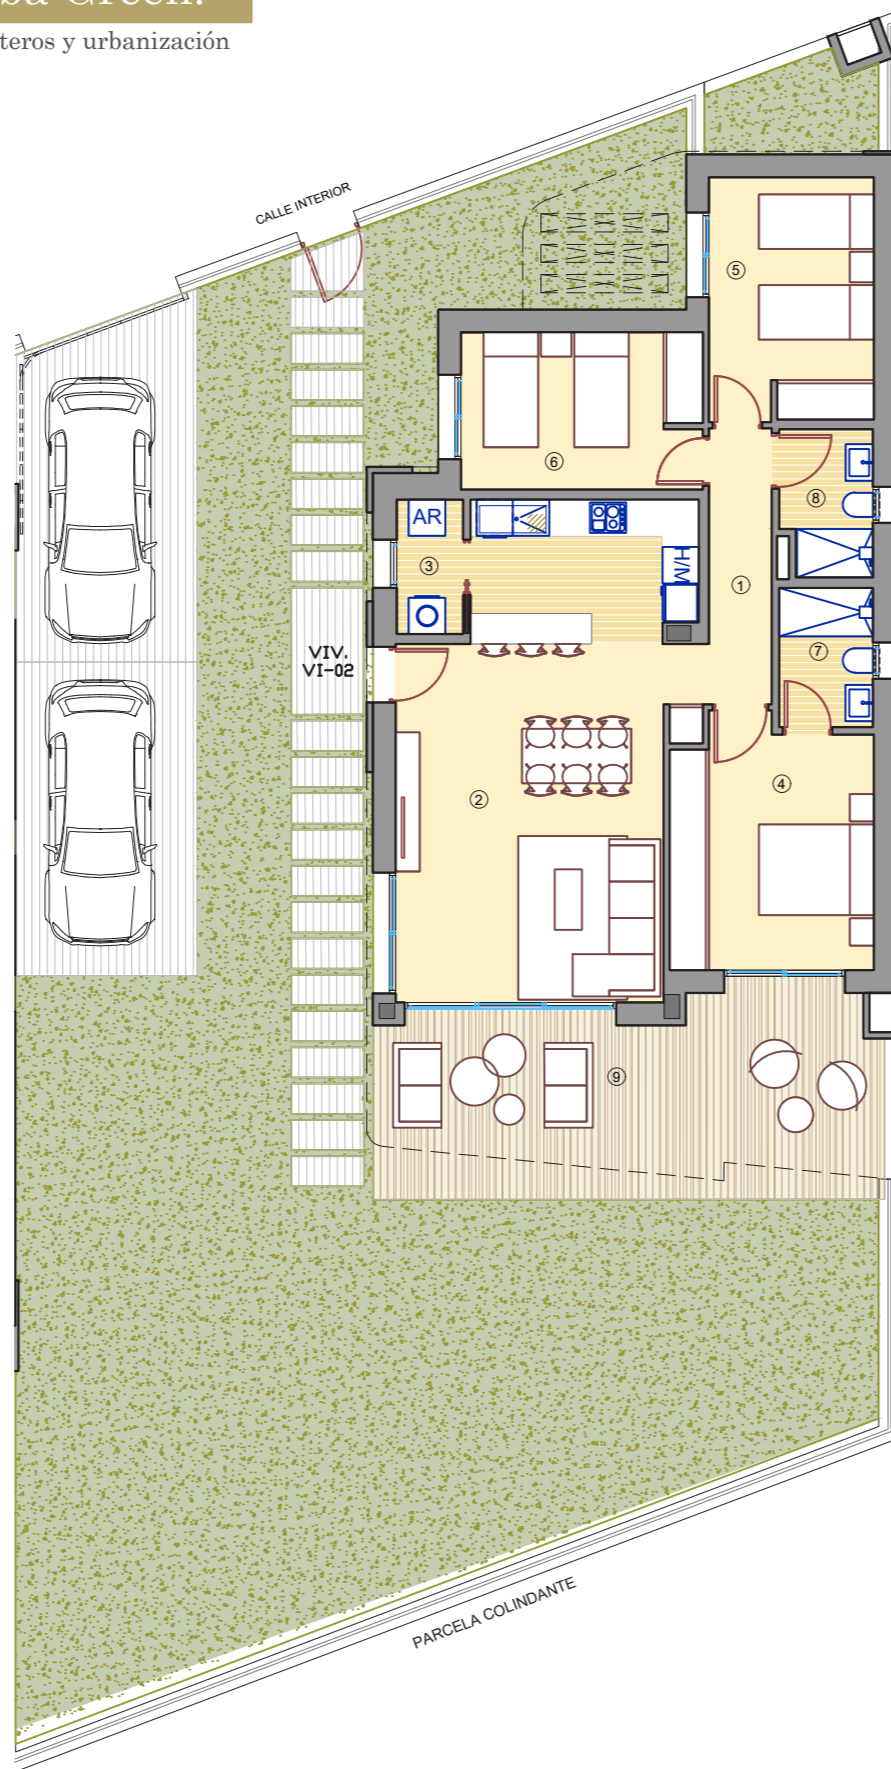 Green.
teros y urbanización
CALLE INTERIOR
5
6
8
AR
3
1
H/M
7
VIV.
VI-02
4
2
9
PARCELA COLINDANTE